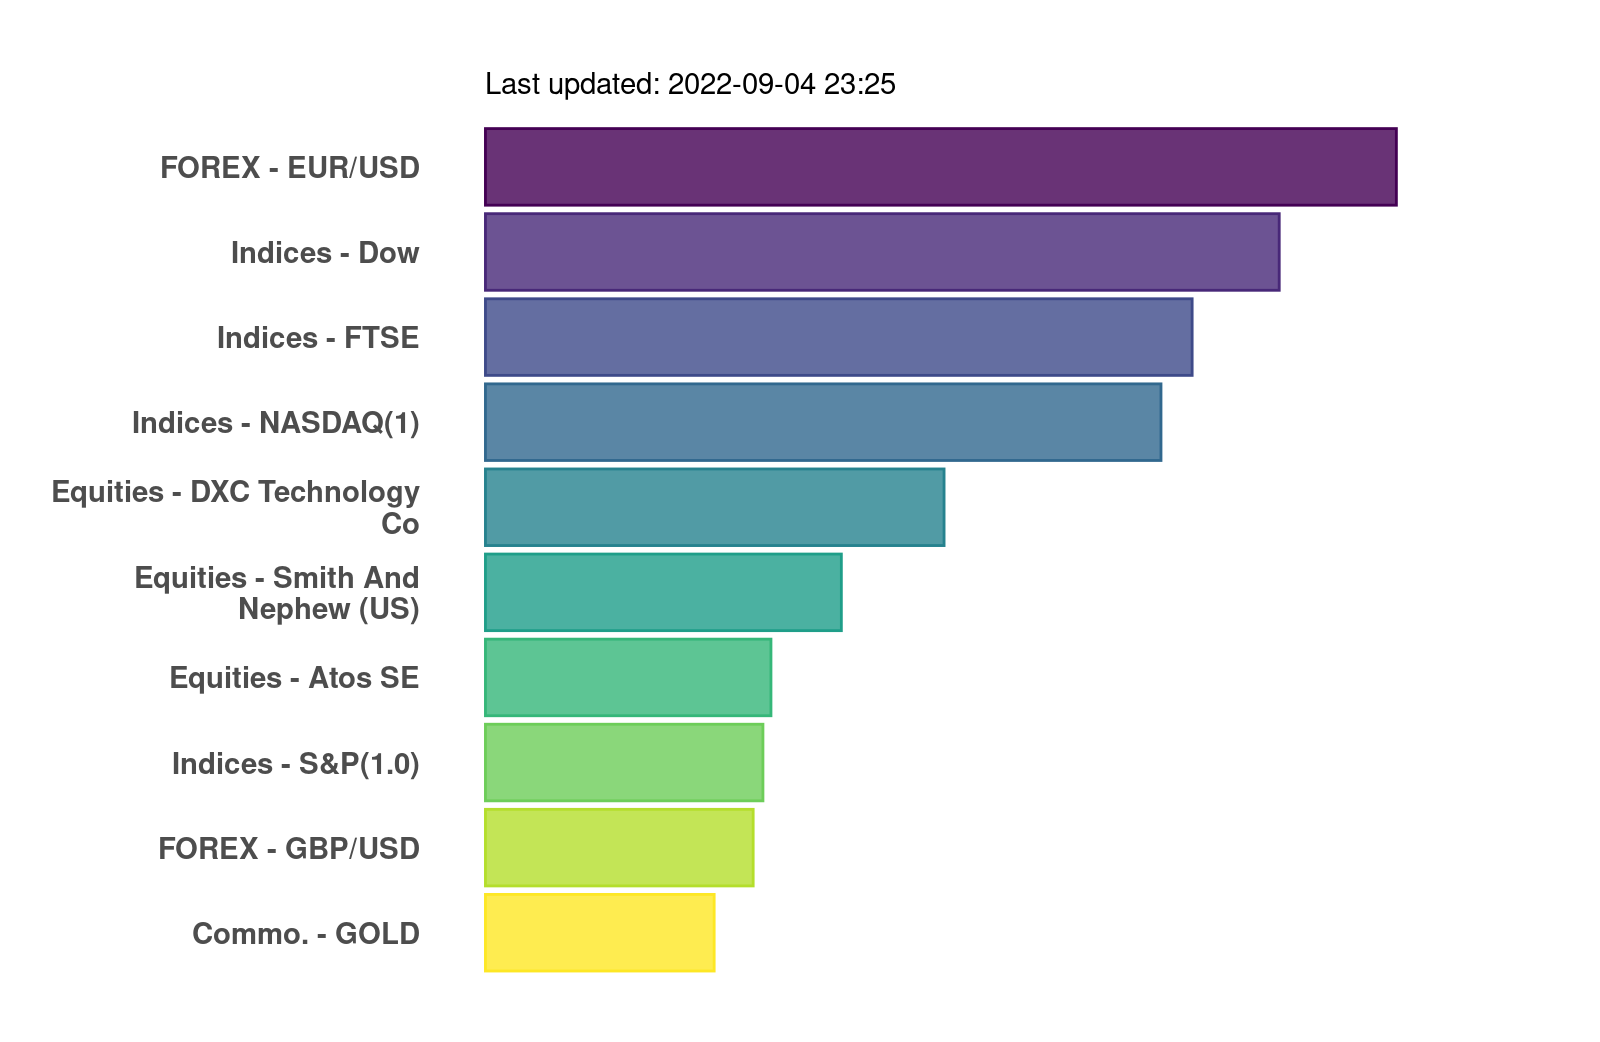 Last updated: 2022-09-04 23:25
FOREX - EUR/USD
Indices - Dow
Indices - FTSE
Indices - NASDAQ(1)
Equities - DXC Technology
Co
Equities - Smith And
Nephew (US)
Equities - Atos SE
Indices - S&P(1.0)
FOREX - GBP/USD
Commo. - GOLD